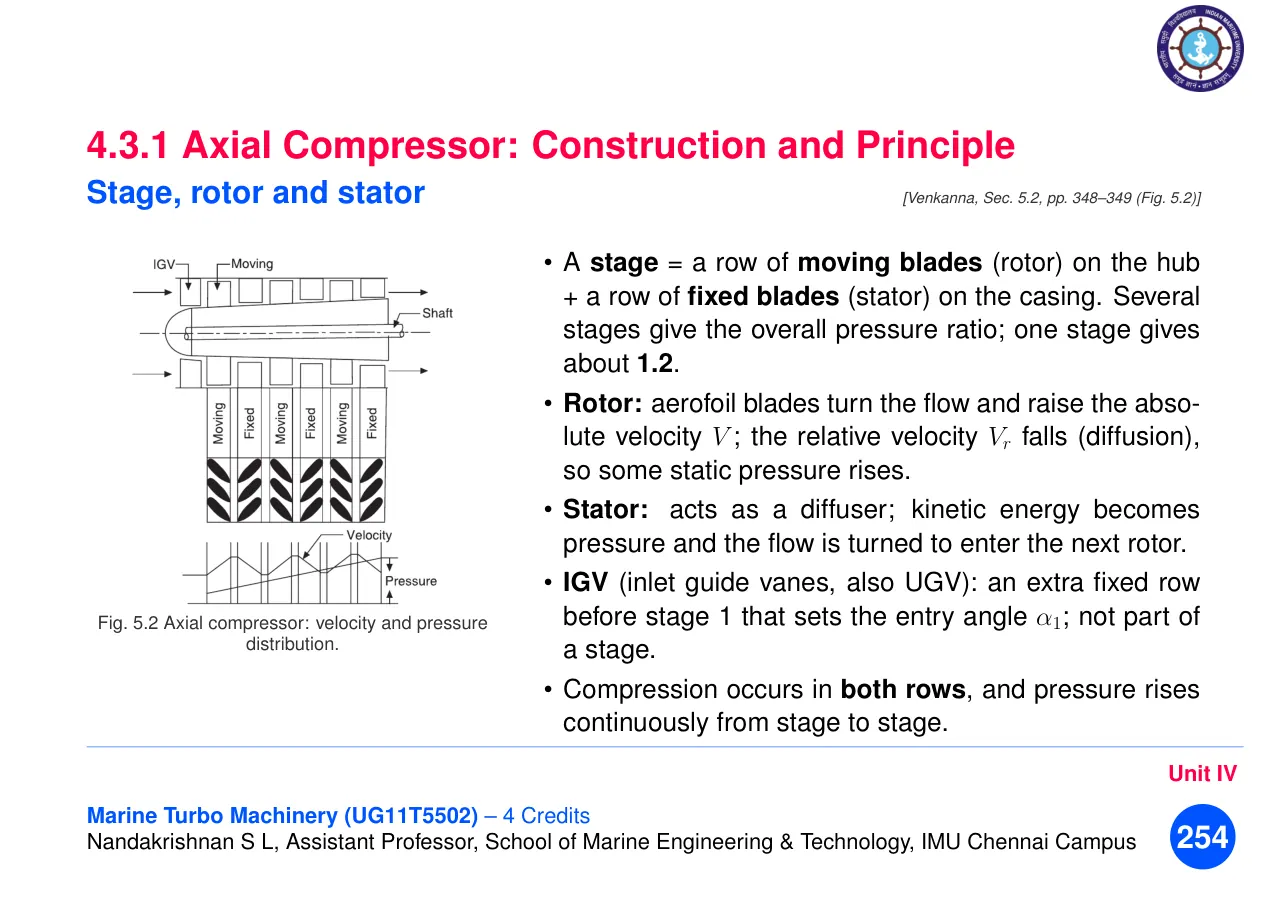 INDIAN MARITIME UNIVERSITY
4.3.1 Axial Compressor: Construction and Principle
Stage, rotor and stator
[Venkanna, Sec. 5.2, pp. 348–349 (Fig. 5.2)]
IGV
Moving
Shaft
Moving
Fixed
Moving
Fixed
Moving
Fixed
Velocity
Pressure
Fig. 5.2 Axial compressor: velocity and pressure
distribution.
• A stage = a row of moving blades (rotor) on the hub
+ a row of fixed blades (stator) on the casing. Several
stages give the overall pressure ratio; one stage gives
about 1.2.
• Rotor: aerofoil blades turn the flow and raise the abso-
lute velocity V; the relative velocity Vᵣ falls (diffusion),
so some static pressure rises.
• Stator: acts as a diffuser; kinetic energy becomes
pressure and the flow is turned to enter the next rotor.
• IGV (inlet guide vanes, also UGV): an extra fixed row
before stage 1 that sets the entry angle α₁; not part of
a stage.
• Compression occurs in both rows, and pressure rises
continuously from stage to stage.
Unit IV
Marine Turbo Machinery (UG11T5502) – 4 Credits
Nandakrishnan S L, Assistant Professor, School of Marine Engineering & Technology, IMU Chennai Campus
254